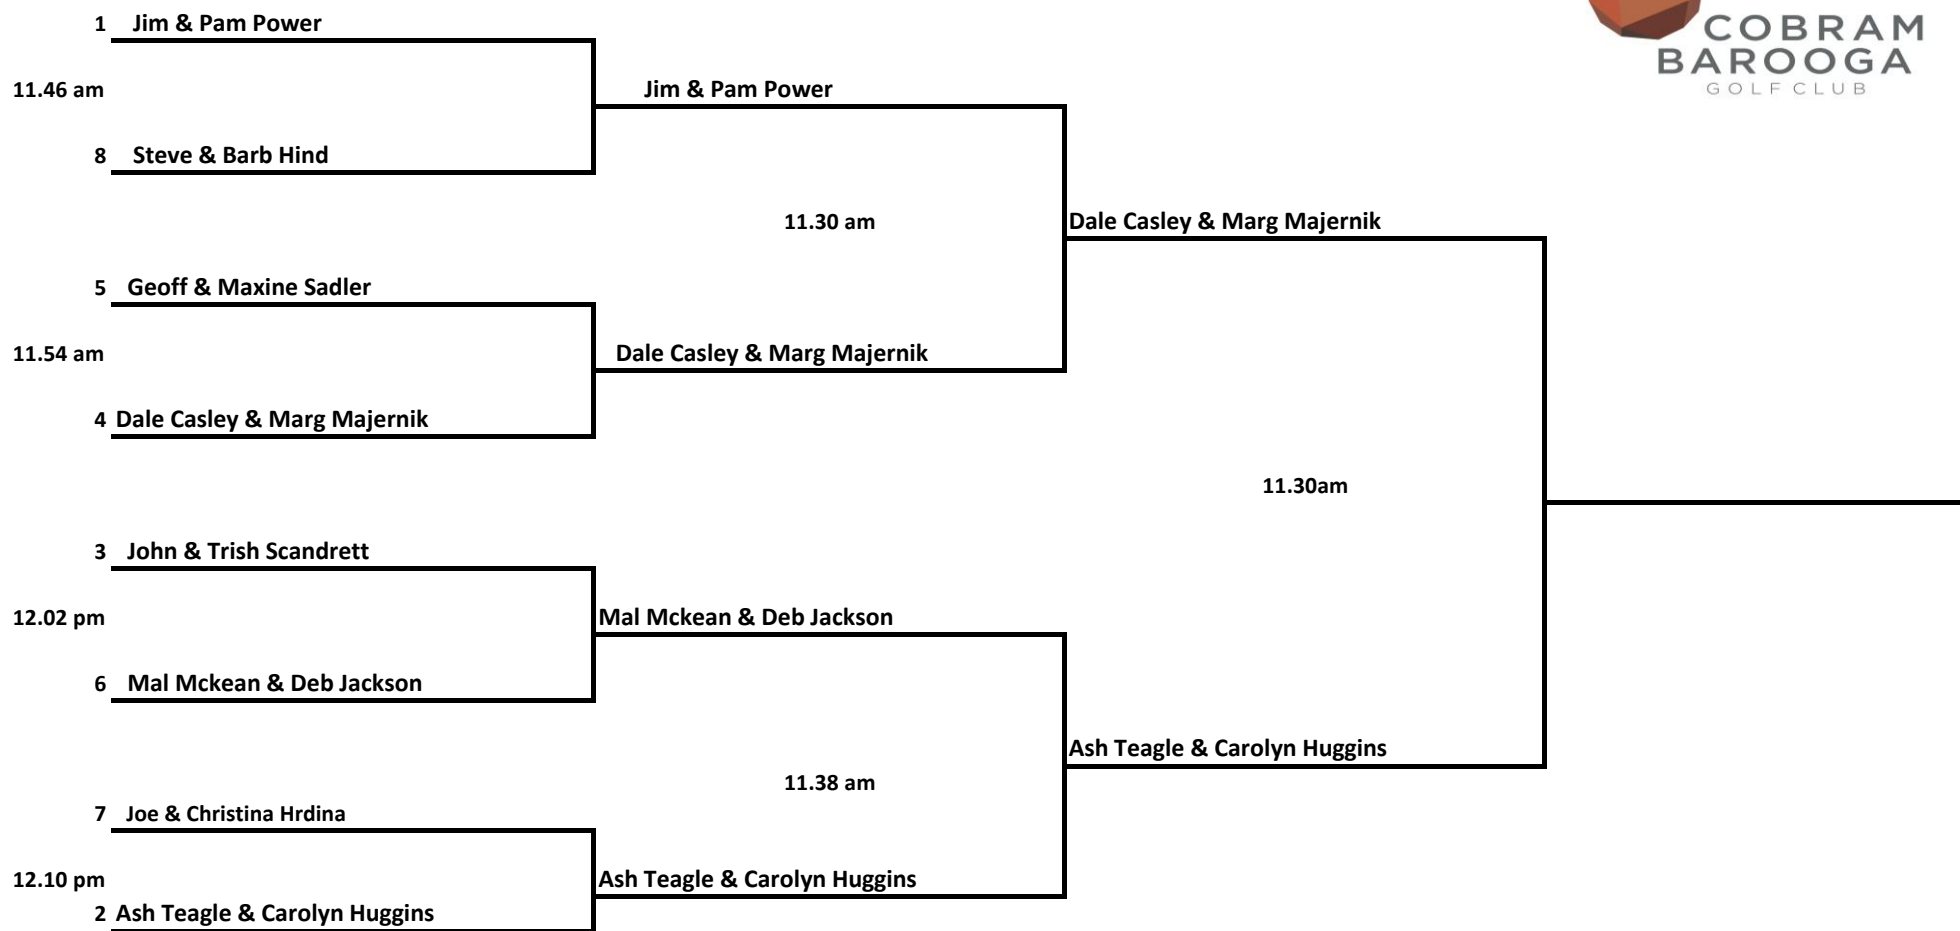 COBRAM
BAROOGA
GOLF CLUB
1 Jim & Pam Power
11.46 am
Jim & Pam Power
8 Steve & Barb Hind
11.30 am
Dale Casley & Marg Majernik
5 Geoff & Maxine Sadler
11.54 am
Dale Casley & Marg Majernik
4 Dale Casley & Marg Majernik
11.30am
3 John & Trish Scandrett
12.02 pm
Mal Mckean & Deb Jackson
6 Mal Mckean & Deb Jackson
Ash Teagle & Carolyn Huggins
11.38 am
7 Joe & Christina Hrdina
12.10 pm
Ash Teagle & Carolyn Huggins
2 Ash Teagle & Carolyn Huggins